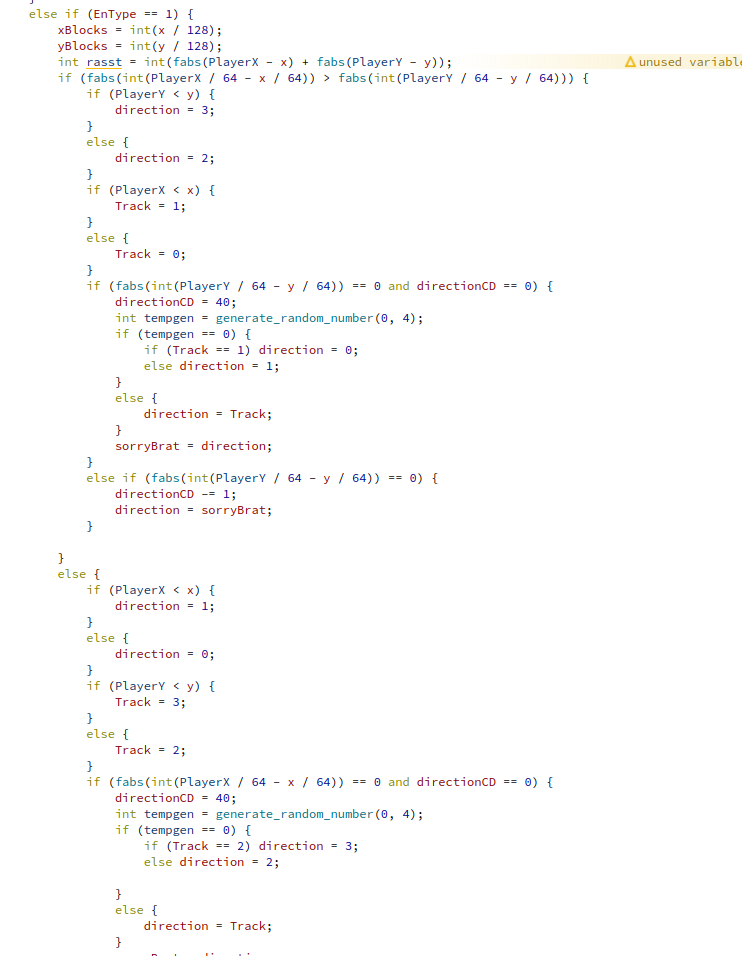 }
else if (EnType == 1) {
xBlocks = int(x / 128);
yBlocks = int(y / 128);
int rasst = int(fabs(PlayerX - x) + fabs(PlayerY - y)); unused variable
if (fabs(int(PlayerX / 64 - x / 64)) > fabs(int(PlayerY / 64 - y / 64))) {
if (PlayerY < y) {
direction = 3;
}
else {
direction = 2;
}
if (PlayerX < x) {
Track = 1;
}
else {
Track = 0;
}
if (fabs(int(PlayerY / 64 - y / 64)) == 0 and directionCD == 0) {
directionCD = 40;
int tempgen = generate_random_number(0, 4);
if (tempgen == 0) {
if (Track == 1) direction = 0;
else direction = 1;
}
else {
direction = Track;
}
sorryBrat = direction;
}
else if (fabs(int(PlayerY / 64 - y / 64)) == 0) {
directionCD -= 1;
direction = sorryBrat;
}
}
else {
if (PlayerX < x) {
direction = 1;
}
else {
direction = 0;
}
if (PlayerY < y) {
Track = 3;
}
else {
Track = 2;
}
if (fabs(int(PlayerX / 64 - x / 64)) == 0 and directionCD == 0) {
directionCD = 40;
int tempgen = generate_random_number(0, 4);
if (tempgen == 0) {
if (Track == 2) direction = 3;
else direction = 2;
}
else {
direction = Track;
}